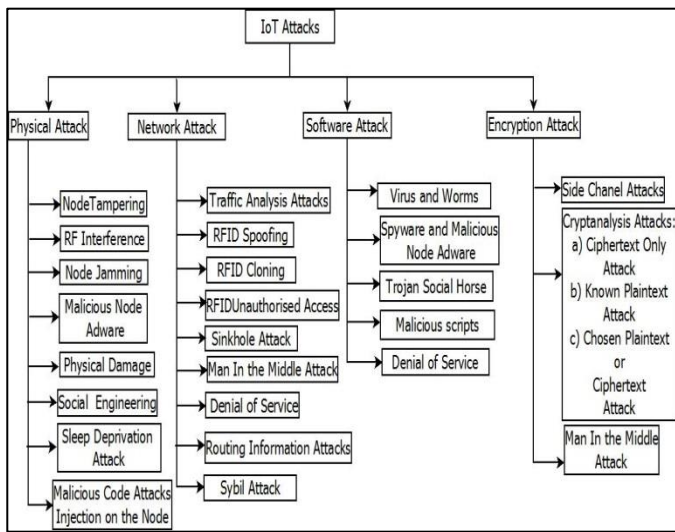 IoT Attacks
Physical Attack
NodeTampering
RF Interference
Node Jamming
Malicious Node
Adware
Physical Damage
Social Engineering
Sleep Deprivation
Attack
Malicious Code Attacks
Injection on the Node
Network Attack
Traffic Analysis Attacks
RFID Spoofing
RFID Cloning
RFIDUnauthorised Access
Sinkhole Attack
Man In the Middle Attack
Denial of Service
Routing Information Attacks
Sybil Attack
Software Attack
Virus and Worms
Spyware and Malicious
Node Adware
Trojan Social Horse
Malicious scripts
Denial of Service
Encryption Attack
Side Chanel Attacks
Cryptanalysis Attacks:
a) Ciphertext Only
Attack
b) Known Plaintext
Attack
c) Chosen Plaintext
or
Ciphertext
Attack
Man In the Middle
Attack